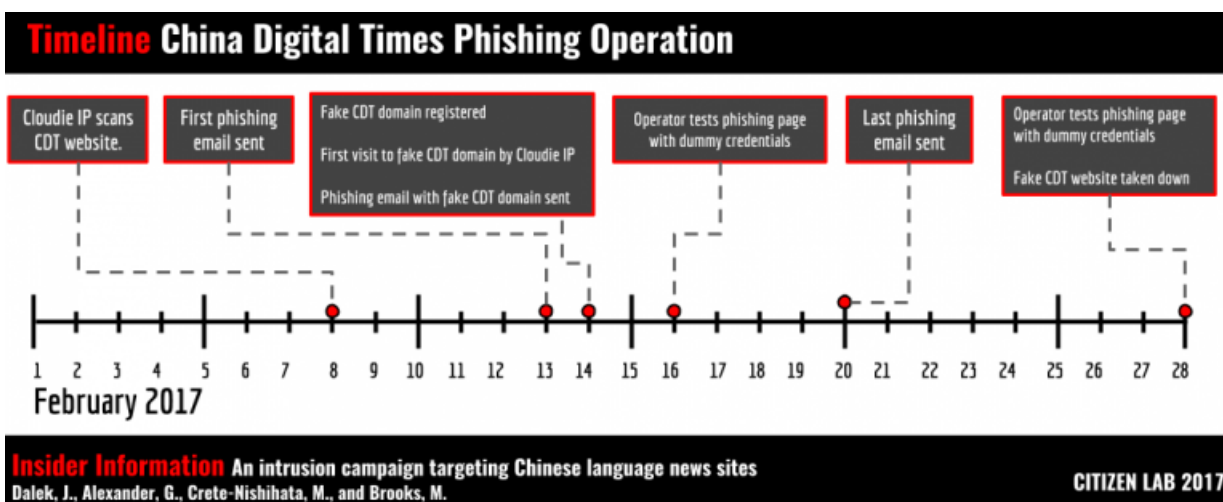 Timeline China Digital Times Phishing Operation
Cloudie IP scans
CDT website.
First phishing
email sent
Fake CDT domain registered
First visit to fake CDT domain by Cloudie IP
Phishing email with fake CDT domain sent
Operator tests phishing page
with dummy credentials
Last phishing
email sent
Operator tests phishing page
with dummy credentials
Fake CDT website taken down
1 2 3 4 5 6 7 8 9 10 11 12 13 14 15 16 17 18 19 20 21 22 23 24 25 26 27 28
February 2017
Insider Information An intrusion campaign targeting Chinese language news sites
Dalek, J., Alexander, G., Crete-Nishihata, M., and Brooks, M.
CITIZEN LAB 2017